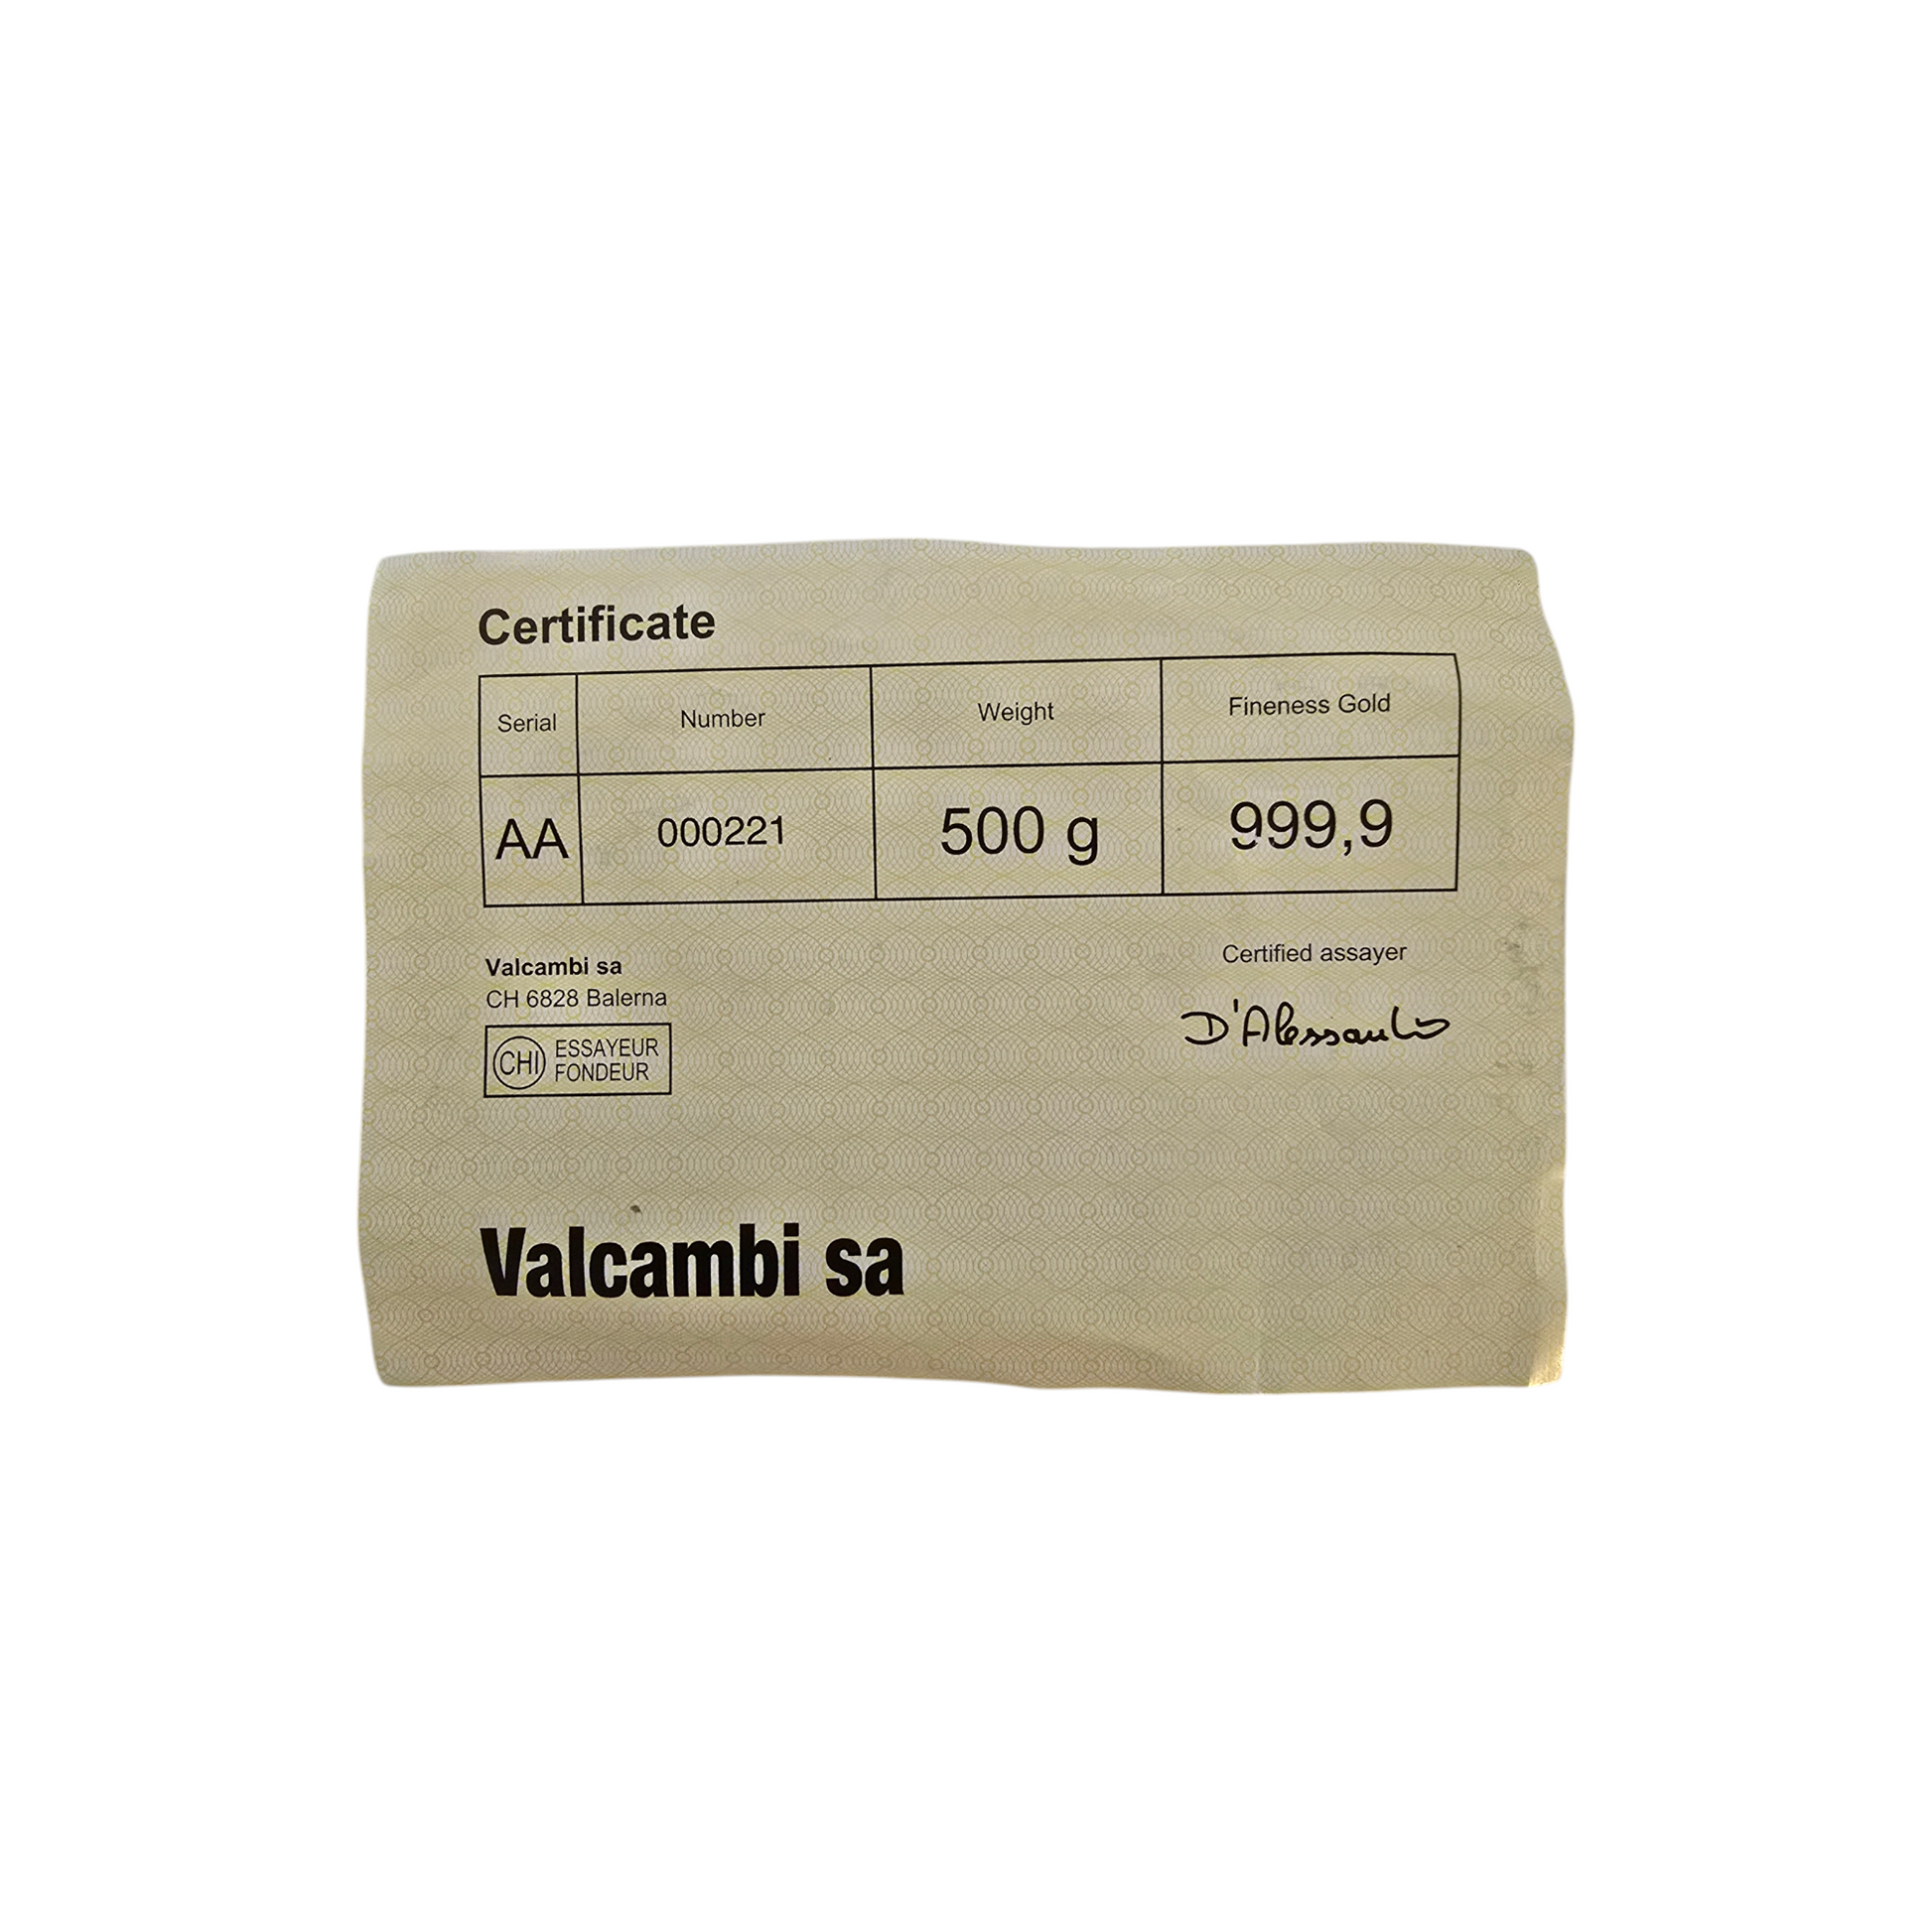 Certificate
Serial Number Weight Fineness Gold
AA 000221 500 g 999,9
Valcambi sa
CH 6828 Balerna
CHI ESSAYEUR
FONDEUR
Certified assayer
D'Alessandro
Valcambi sa